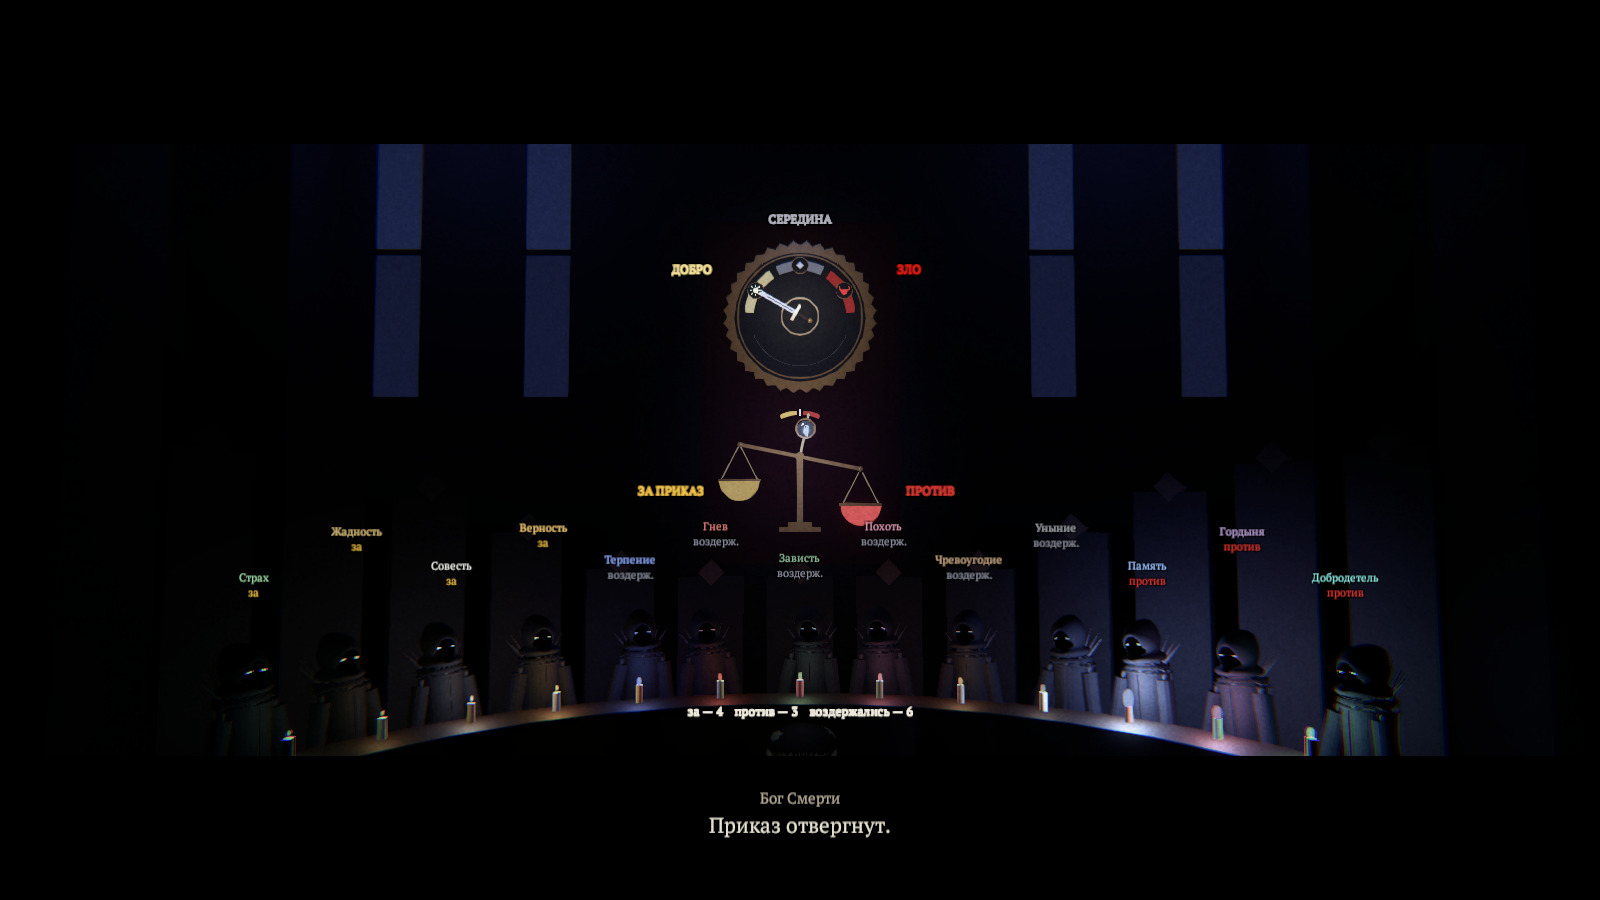 СЕРЕДИНА
ДОБРО
ЗЛО
ЗА ПРИКАЗ
ПРОТИВ
Страх
за
Жадность
за
Совесть
за
Верность
за
Терпение
воздерж.
Гнев
воздерж.
Зависть
воздерж.
Похоть
воздерж.
Чревоугодие
воздерж.
Уныние
воздерж.
Память
против
Гордыня
против
Добродетель
против
за — 4 против — 3 воздержались — 6
Бог Смерти
Приказ отвергнут.